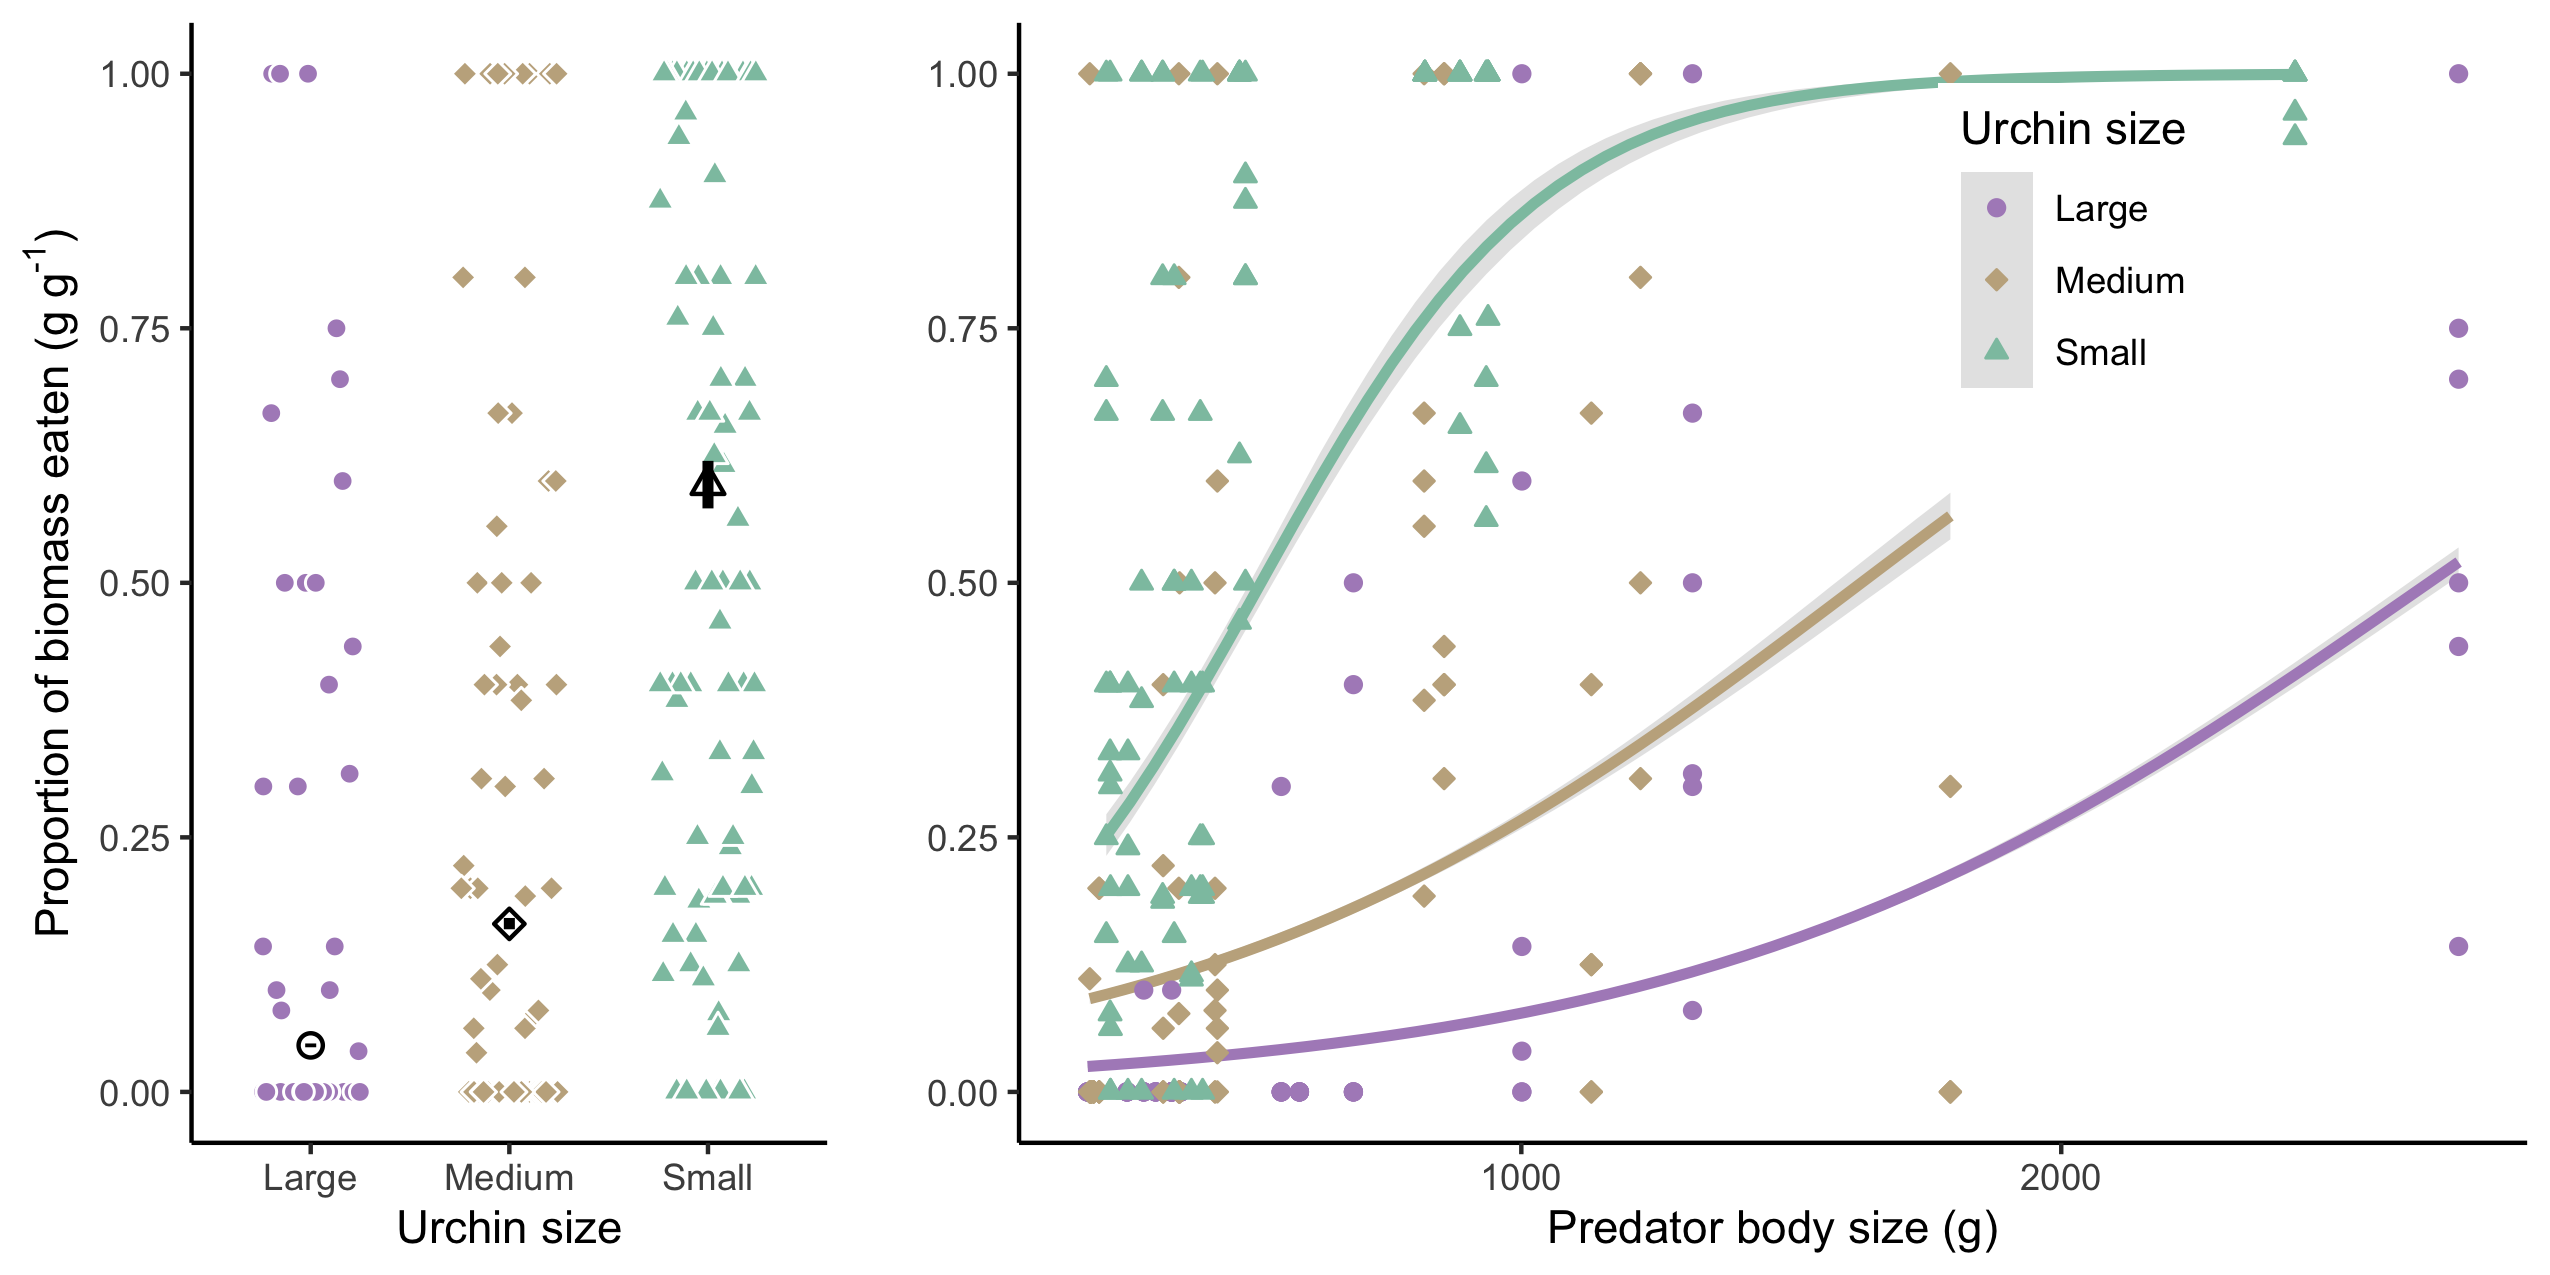 Proportion of biomass eaten (g g⁻¹)
1.00
0.75
0.50
0.25
0.00
Large Medium Small
Urchin size
1.00
0.75
0.50
0.25
0.00
1000 2000
Predator body size (g)
Urchin size
Large
Medium
Small